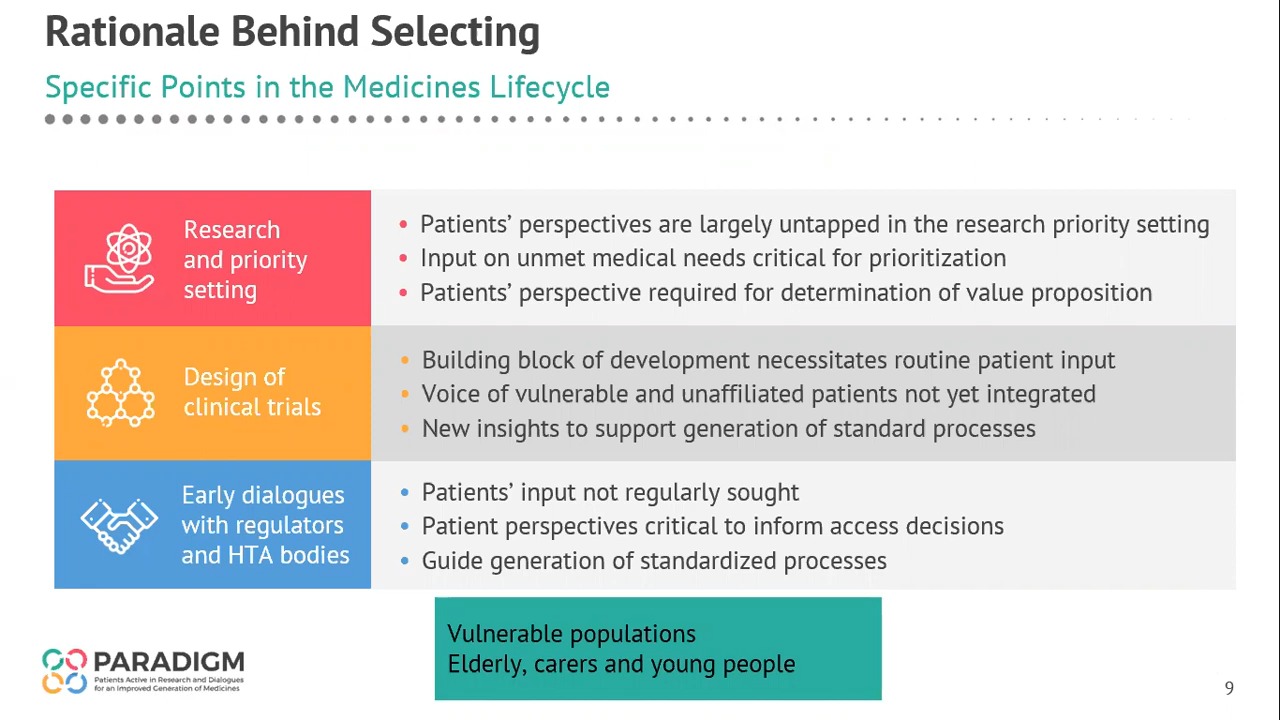 Rationale Behind Selecting
Specific Points in the Medicines Lifecycle
Research
and priority
setting
• Patients’ perspectives are largely untapped in the research priority setting
• Input on unmet medical needs critical for prioritization
• Patients’ perspective required for determination of value proposition
Design of
clinical trials
• Building block of development necessitates routine patient input
• Voice of vulnerable and unaffiliated patients not yet integrated
• New insights to support generation of standard processes
Early dialogues
with regulators
and HTA bodies
• Patients’ input not regularly sought
• Patient perspectives critical to inform access decisions
• Guide generation of standardized processes
Vulnerable populations
Elderly, carers and young people
PARADIGM
Patients Active in Research and Dialogues
for an Improved Generation of Medicines
9